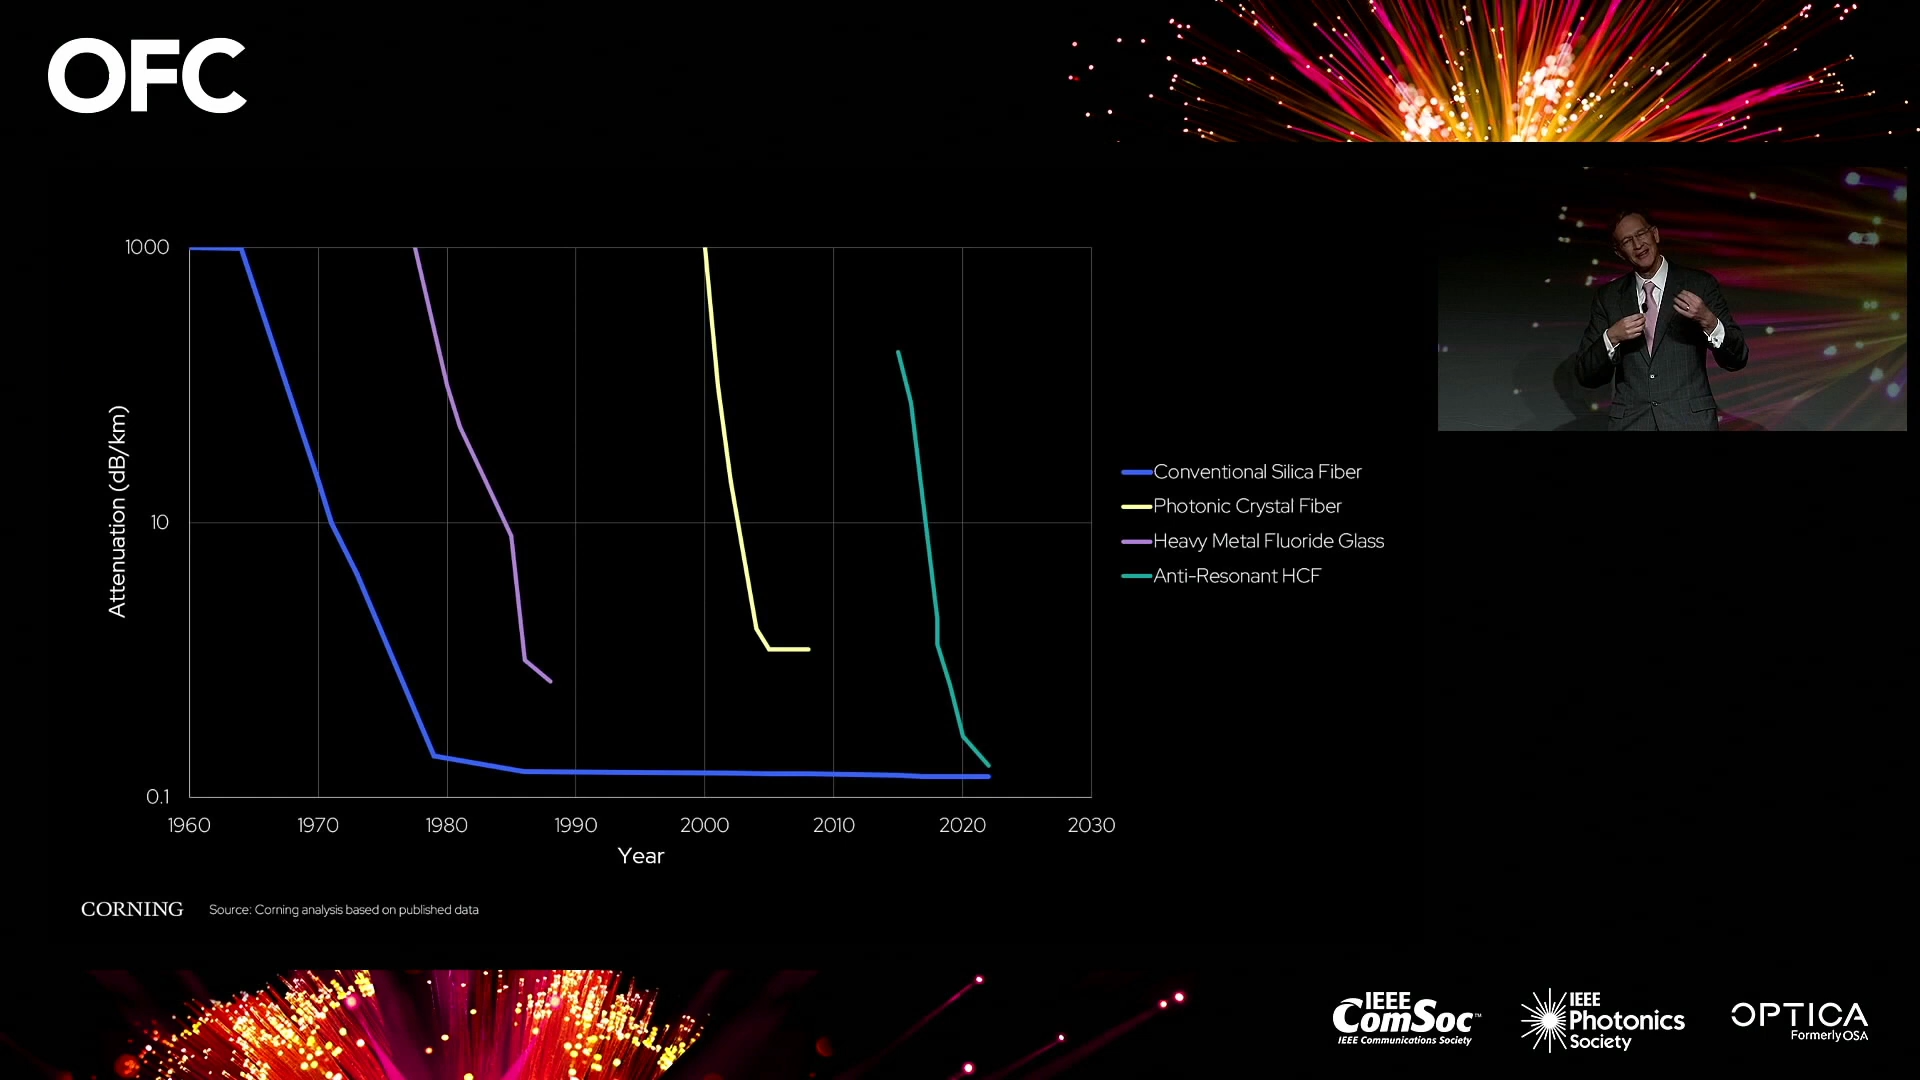 OFC
1000
10
0.1
Attenuation (dB/km)
1960 1970 1980 1990 2000 2010 2020 2030
Year
Conventional Silica Fiber
Photonic Crystal Fiber
Heavy Metal Fluoride Glass
Anti-Resonant HCF
CORNING Source: Corning analysis based on published data
IEEE
ComSoc™
IEEE Communications Society
IEEE
Photonics
Society
OPTICA
Formerly OSA